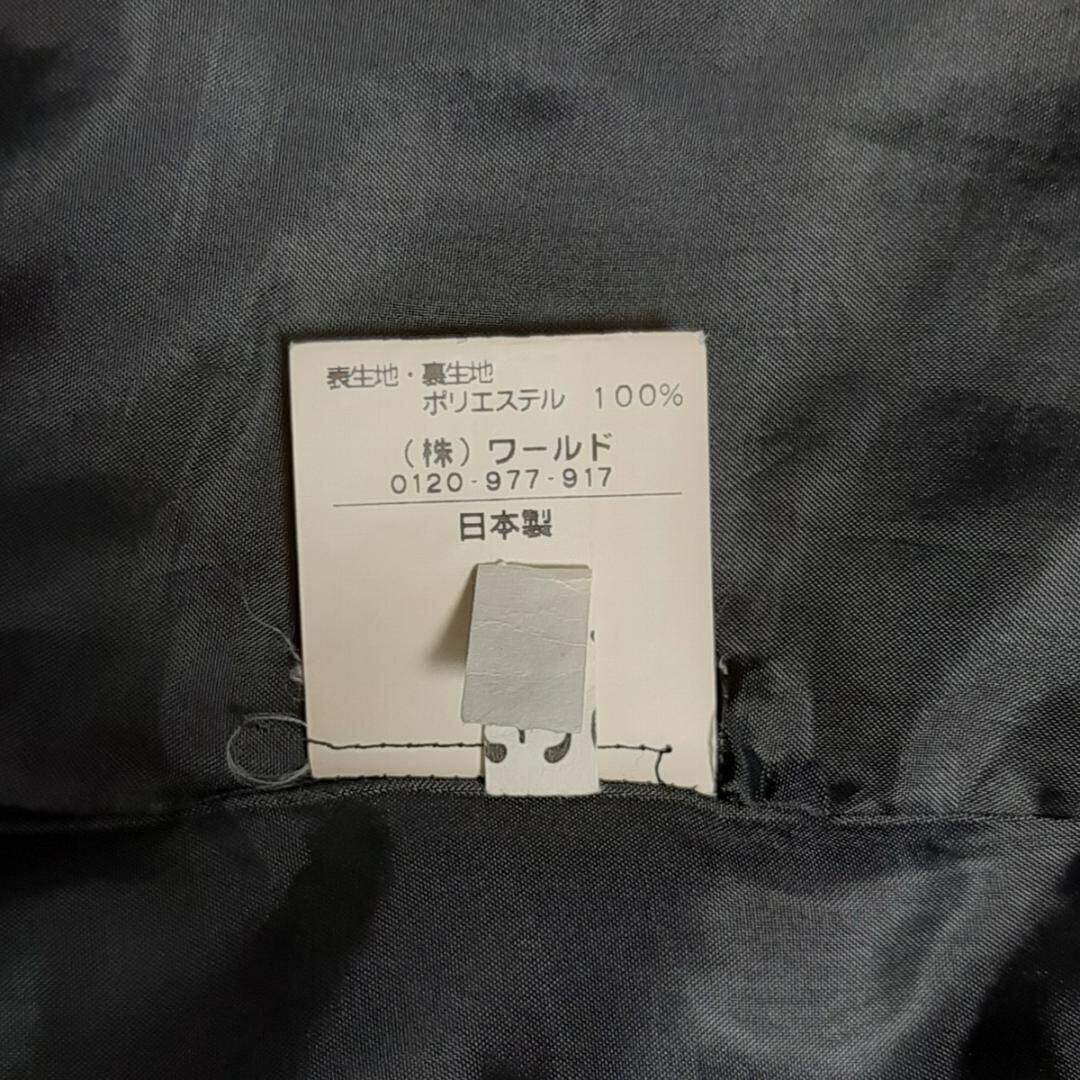 表生地・裏生地
ポリエステル 100%
(株)ワールド
0120-977-917
日本製